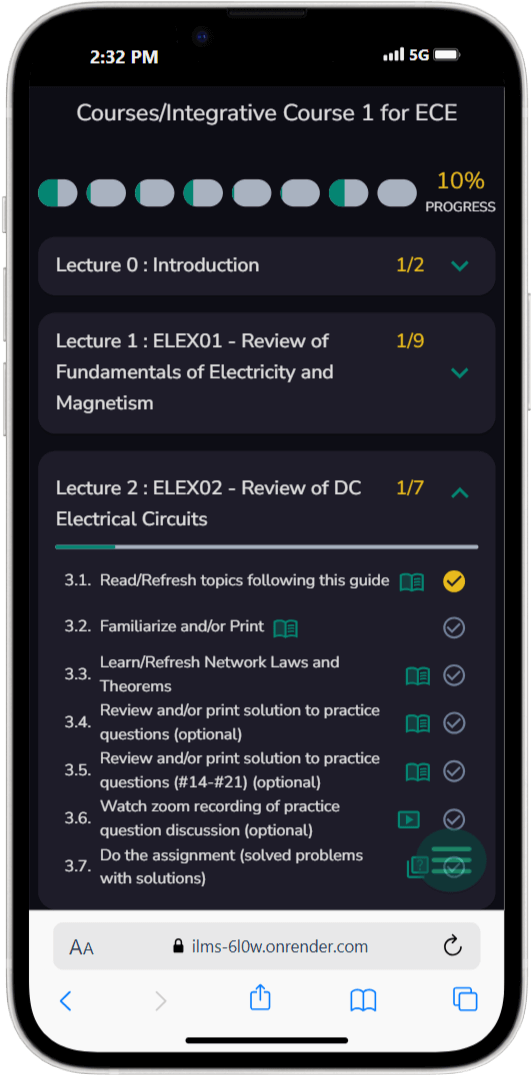 2:32 PM
5G
Courses/Integrative Course 1 for ECE
10%
PROGRESS
Lecture 0 : Introduction 1/2
Lecture 1 : ELEX01 - Review of 1/9
Fundamentals of Electricity and
Magnetism
Lecture 2 : ELEX02 - Review of DC 1/7
Electrical Circuits
3.1. Read/Refresh topics following this guide
3.2. Familiarize and/or Print
3.3. Learn/Refresh Network Laws and
Theorems
3.4. Review and/or print solution to practice
questions (optional)
3.5. Review and/or print solution to practice
questions (#14-#21) (optional)
3.6. Watch zoom recording of practice
question discussion (optional)
3.7. Do the assignment (solved problems
with solutions)
AA ilms-6l0w.onrender.com